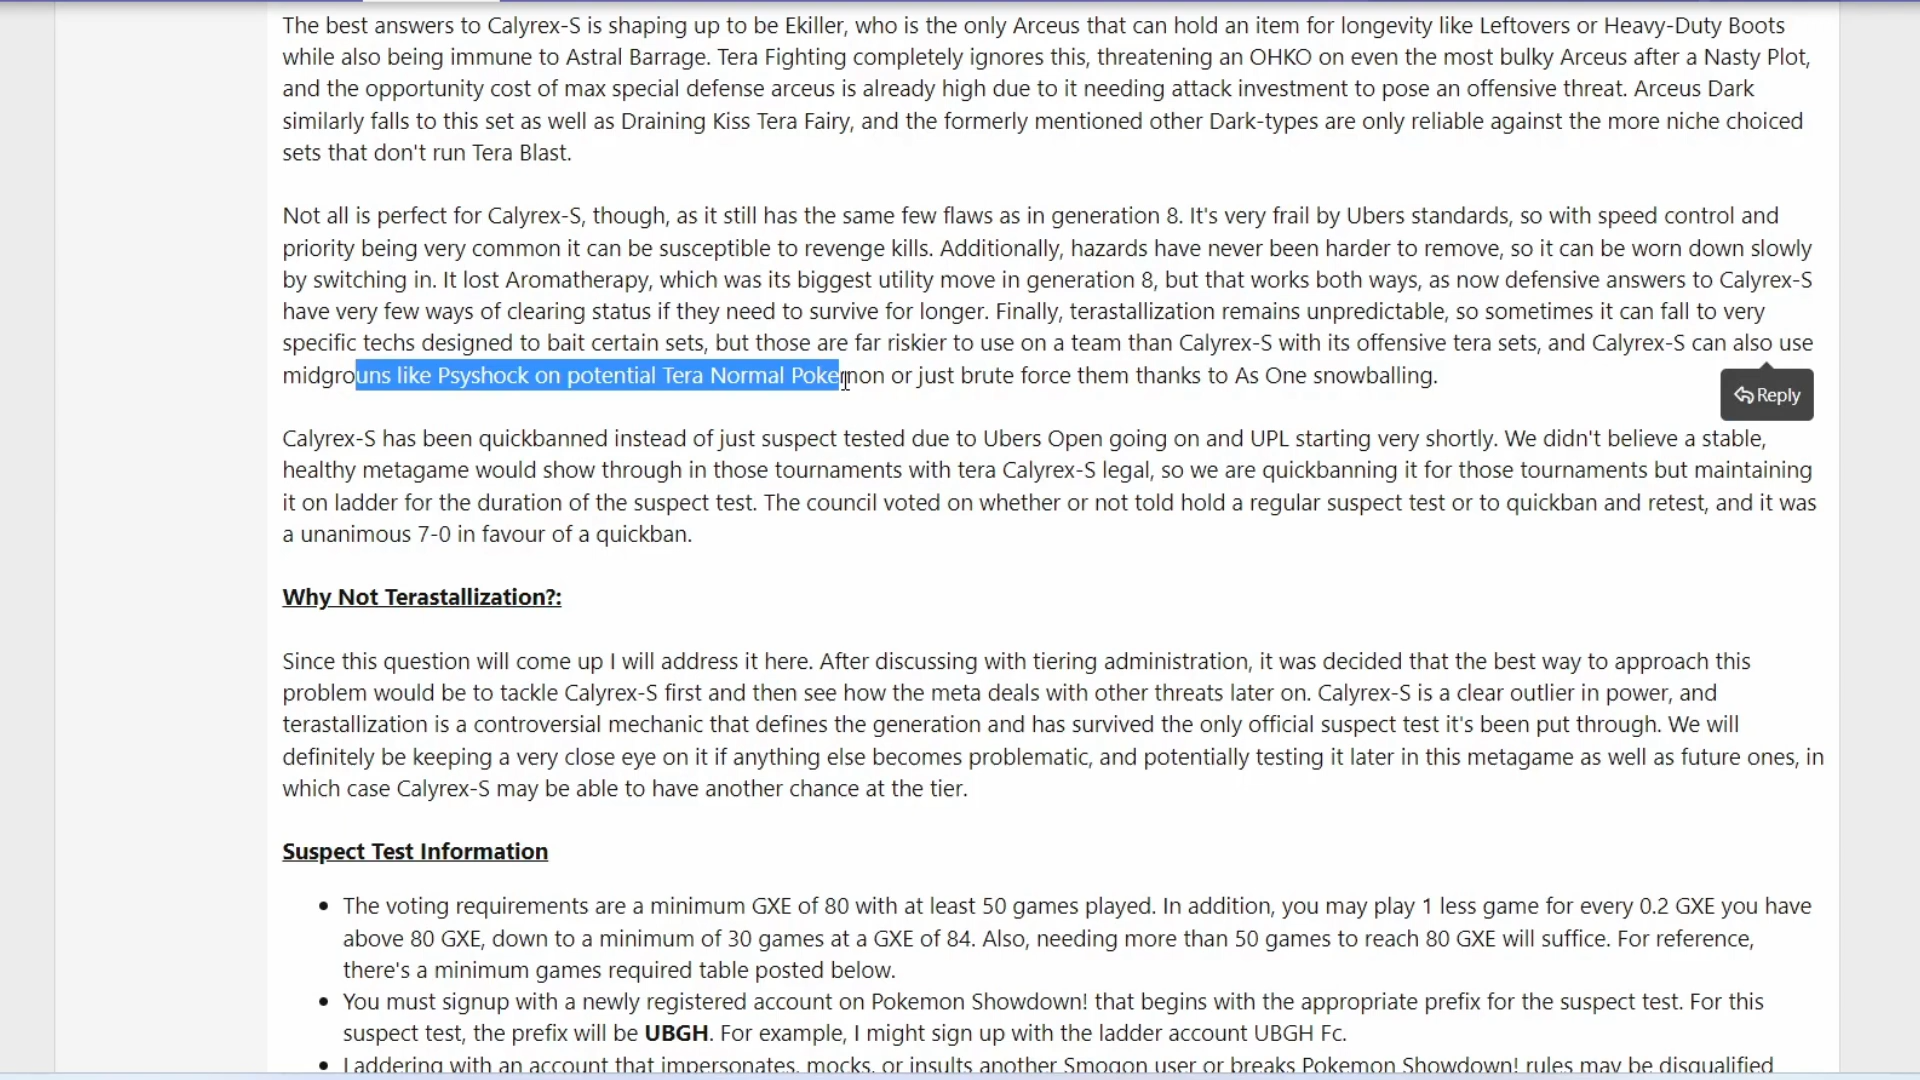 The best answers to Calyrex-S is shaping up to be Ekiller, who is the only Arceus that can hold an item for longevity like Leftovers or Heavy-Duty Boots
while also being immune to Astral Barrage. Tera Fighting completely ignores this, threatening an OHKO on even the most bulky Arceus after a Nasty Plot,
and the opportunity cost of max special defense arceus is already high due to it needing attack investment to pose an offensive threat. Arceus Dark
similarly falls to this set as well as Draining Kiss Tera Fairy, and the formerly mentioned other Dark-types are only reliable against the more niche choiced
sets that don't run Tera Blast.
Not all is perfect for Calyrex-S, though, as it still has the same few flaws as in generation 8. It's very frail by Ubers standards, so with speed control and
priority being very common it can be susceptible to revenge kills. Additionally, hazards have never been harder to remove, so it can be worn down slowly
by switching in. It lost Aromatherapy, which was its biggest utility move in generation 8, but that works both ways, as now defensive answers to Calyrex-S
have very few ways of clearing status if they need to survive for longer. Finally, terastallization remains unpredictable, so sometimes it can fall to very
specific techs designed to bait certain sets, but those are far riskier to use on a team than Calyrex-S with its offensive tera sets, and Calyrex-S can also use
midgrouns like Psyshock on potential Tera Normal Pokemon or just brute force them thanks to As One snowballing.
Reply
Calyrex-S has been quickbanned instead of just suspect tested due to Ubers Open going on and UPL starting very shortly. We didn't believe a stable,
healthy metagame would show through in those tournaments with tera Calyrex-S legal, so we are quickbanning it for those tournaments but maintaining
it on ladder for the duration of the suspect test. The council voted on whether or not told hold a regular suspect test or to quickban and retest, and it was
a unanimous 7-0 in favour of a quickban.
Why Not Terastallization?:
Since this question will come up I will address it here. After discussing with tiering administration, it was decided that the best way to approach this
problem would be to tackle Calyrex-S first and then see how the meta deals with other threats later on. Calyrex-S is a clear outlier in power, and
terastallization is a controversial mechanic that defines the generation and has survived the only official suspect test it's been put through. We will
definitely be keeping a very close eye on it if anything else becomes problematic, and potentially testing it later in this metagame as well as future ones, in
which case Calyrex-S may be able to have another chance at the tier.
Suspect Test Information
• The voting requirements are a minimum GXE of 80 with at least 50 games played. In addition, you may play 1 less game for every 0.2 GXE you have
above 80 GXE, down to a minimum of 30 games at a GXE of 84. Also, needing more than 50 games to reach 80 GXE will suffice. For reference,
there's a minimum games required table posted below.
• You must signup with a newly registered account on Pokemon Showdown! that begins with the appropriate prefix for the suspect test. For this
suspect test, the prefix will be UBGH. For example, I might sign up with the ladder account UBGH Fc.
• Laddering with an account that impersonates, mocks, or insults another Smogon user or breaks Pokemon Showdown! rules may be disqualified